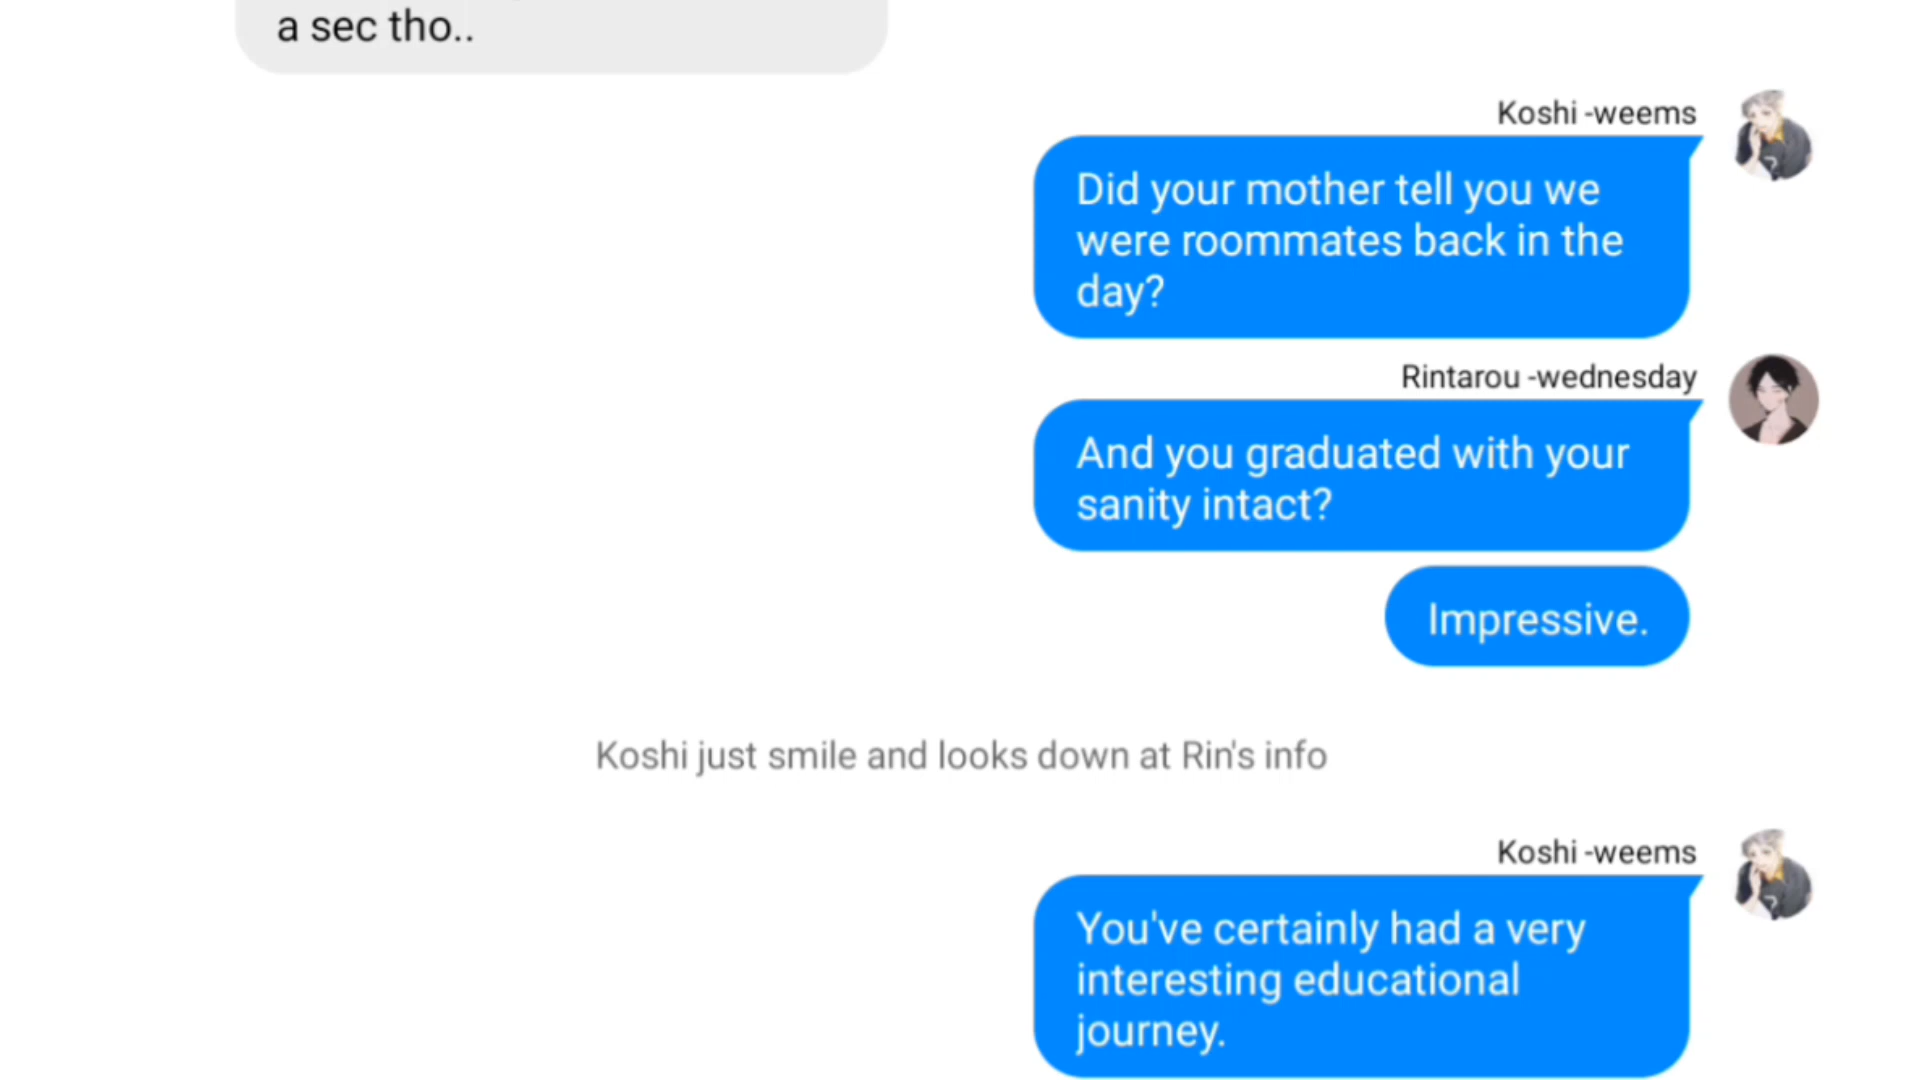 a sec tho..
Koshi -weems
Did your mother tell you we
were roommates back in the
day?
Rintarou -wednesday
And you graduated with your
sanity intact?
Impressive.
Koshi just smile and looks down at Rin's info
Koshi -weems
You've certainly had a very
interesting educational
journey.